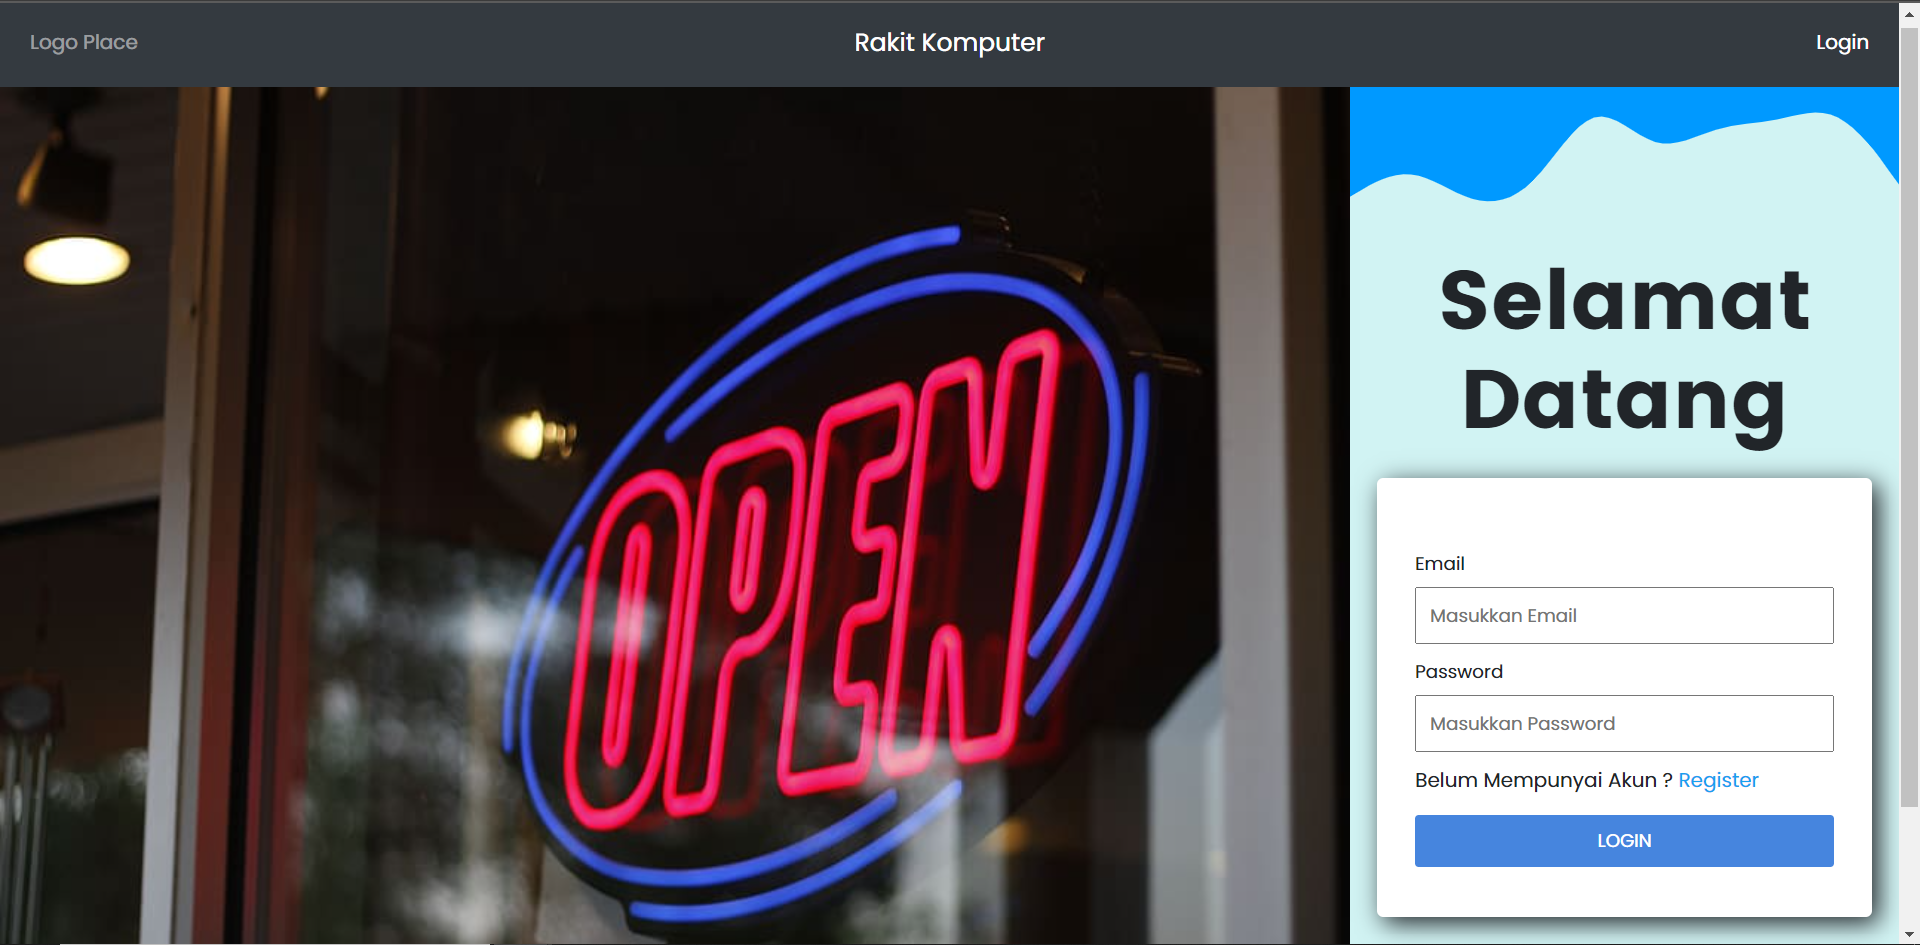 Logo Place
Rakit Komputer
Login
OPEN
Selamat
Datang
Email
Masukkan Email
Password
Masukkan Password
Belum Mempunyai Akun ? Register
LOGIN